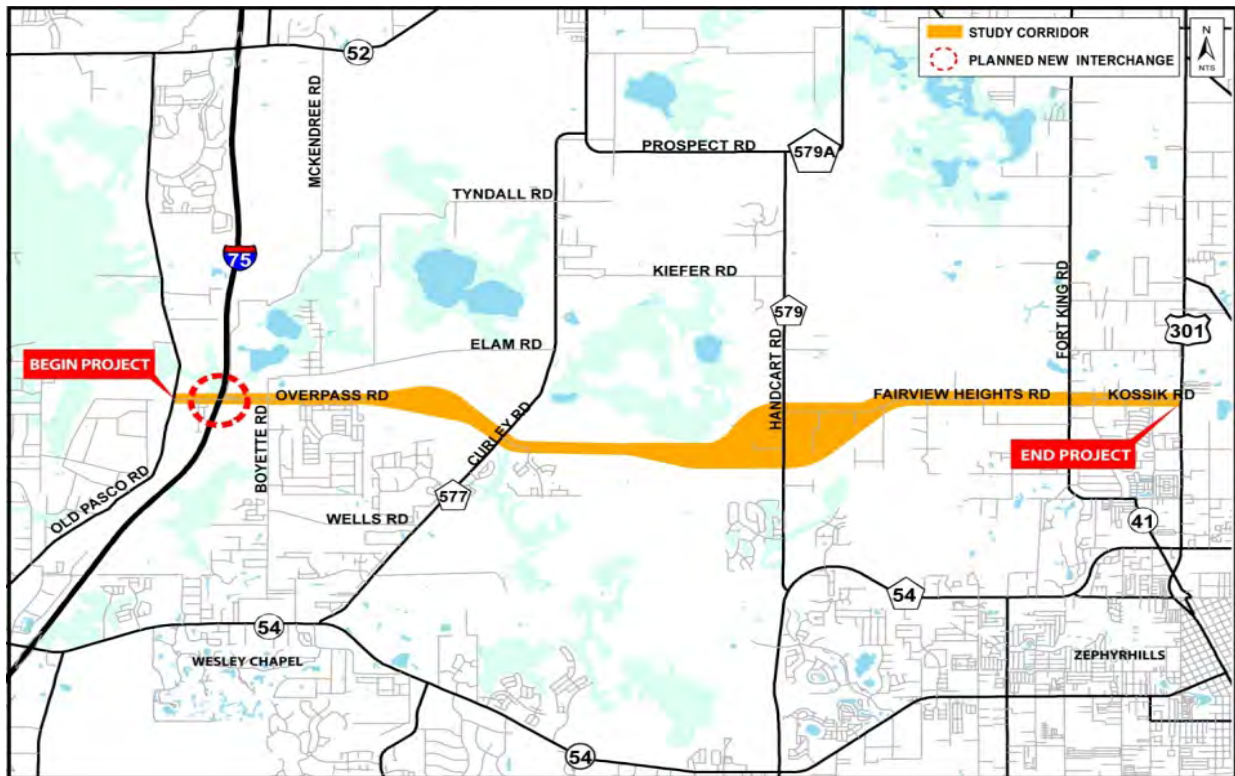 STUDY CORRIDOR
PLANNED NEW INTERCHANGE
N
NTS
52
MCKENDREE RD
PROSPECT RD
579A
TYNDALL RD
75
KIEFER RD
579
FORT KING RD
301
ELAM RD
HANDCART RD
BEGIN PROJECT
OVERPASS RD
FAIRVIEW HEIGHTS RD
KOSSIK RD
BOYETTE RD
CURLEY RD
END PROJECT
OLD PASCO RD
577
WELLS RD
41
54
54
WESLEY CHAPEL
ZEPHYRHILLS
54